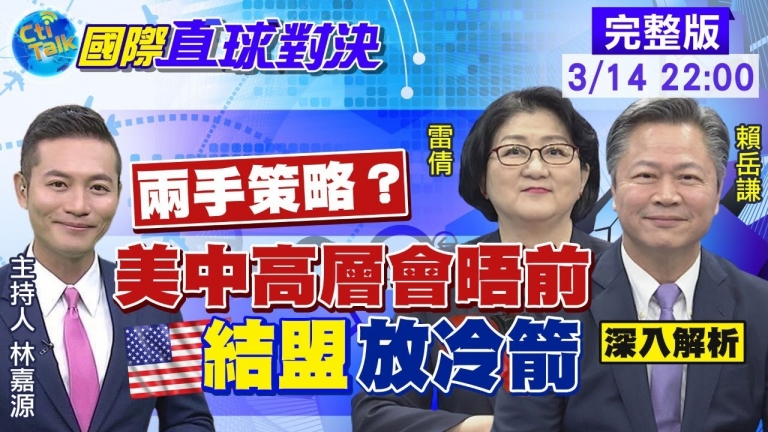 Cti Talk
國際直球對決
完整版
3/14 22:00
雷倩
賴岳謙
兩手策略？
美中高層會晤前
結盟放冷箭
深入解析
主持人 林嘉源